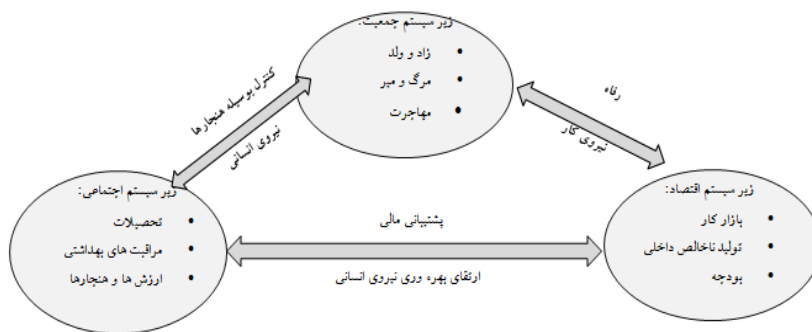 زیر سیستم جمعیت:
زاد و ولد
مرگ و میر
مهاجرت
رفاه
نیروی کار
کنترل بوسیله هنجارها
نیروی انسانی
زیر سیستم اقتصاد:
بازار کار
تولید ناخالص داخلی
بودجه
پشتیبانی مالی
ارتقای بهره وری نیروی انسانی
زیر سیستم اجتماعی:
تحصیلات
مراقبت های بهداشتی
ارزش ها و هنجارها